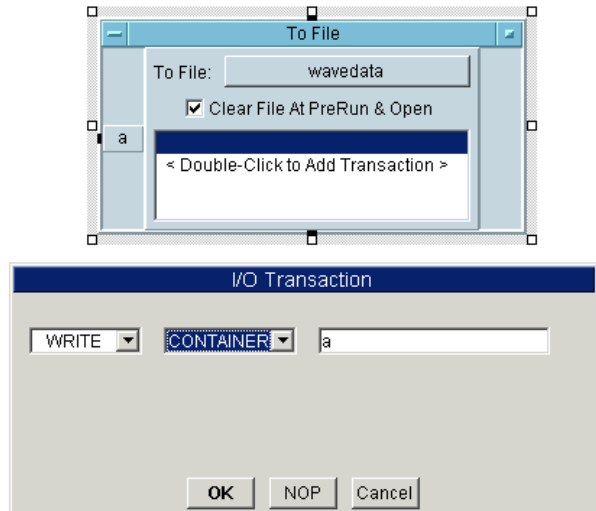 To File
To File: wavedata
Clear File At PreRun & Open
a
< Double-Click to Add Transaction >
I/O Transaction
WRITE CONTAINER a
OK NOP Cancel